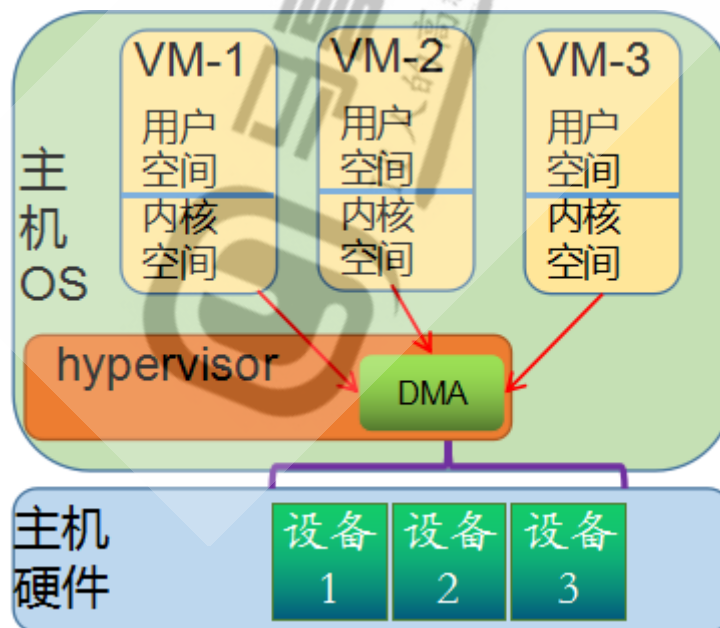 VM-1
用户
空间
内核
空间
VM-2
用户
空间
内核
空间
VM-3
用户
空间
内核
空间
主
机
OS
hypervisor
DMA
主机
硬件
设备
1
设备
2
设备
3